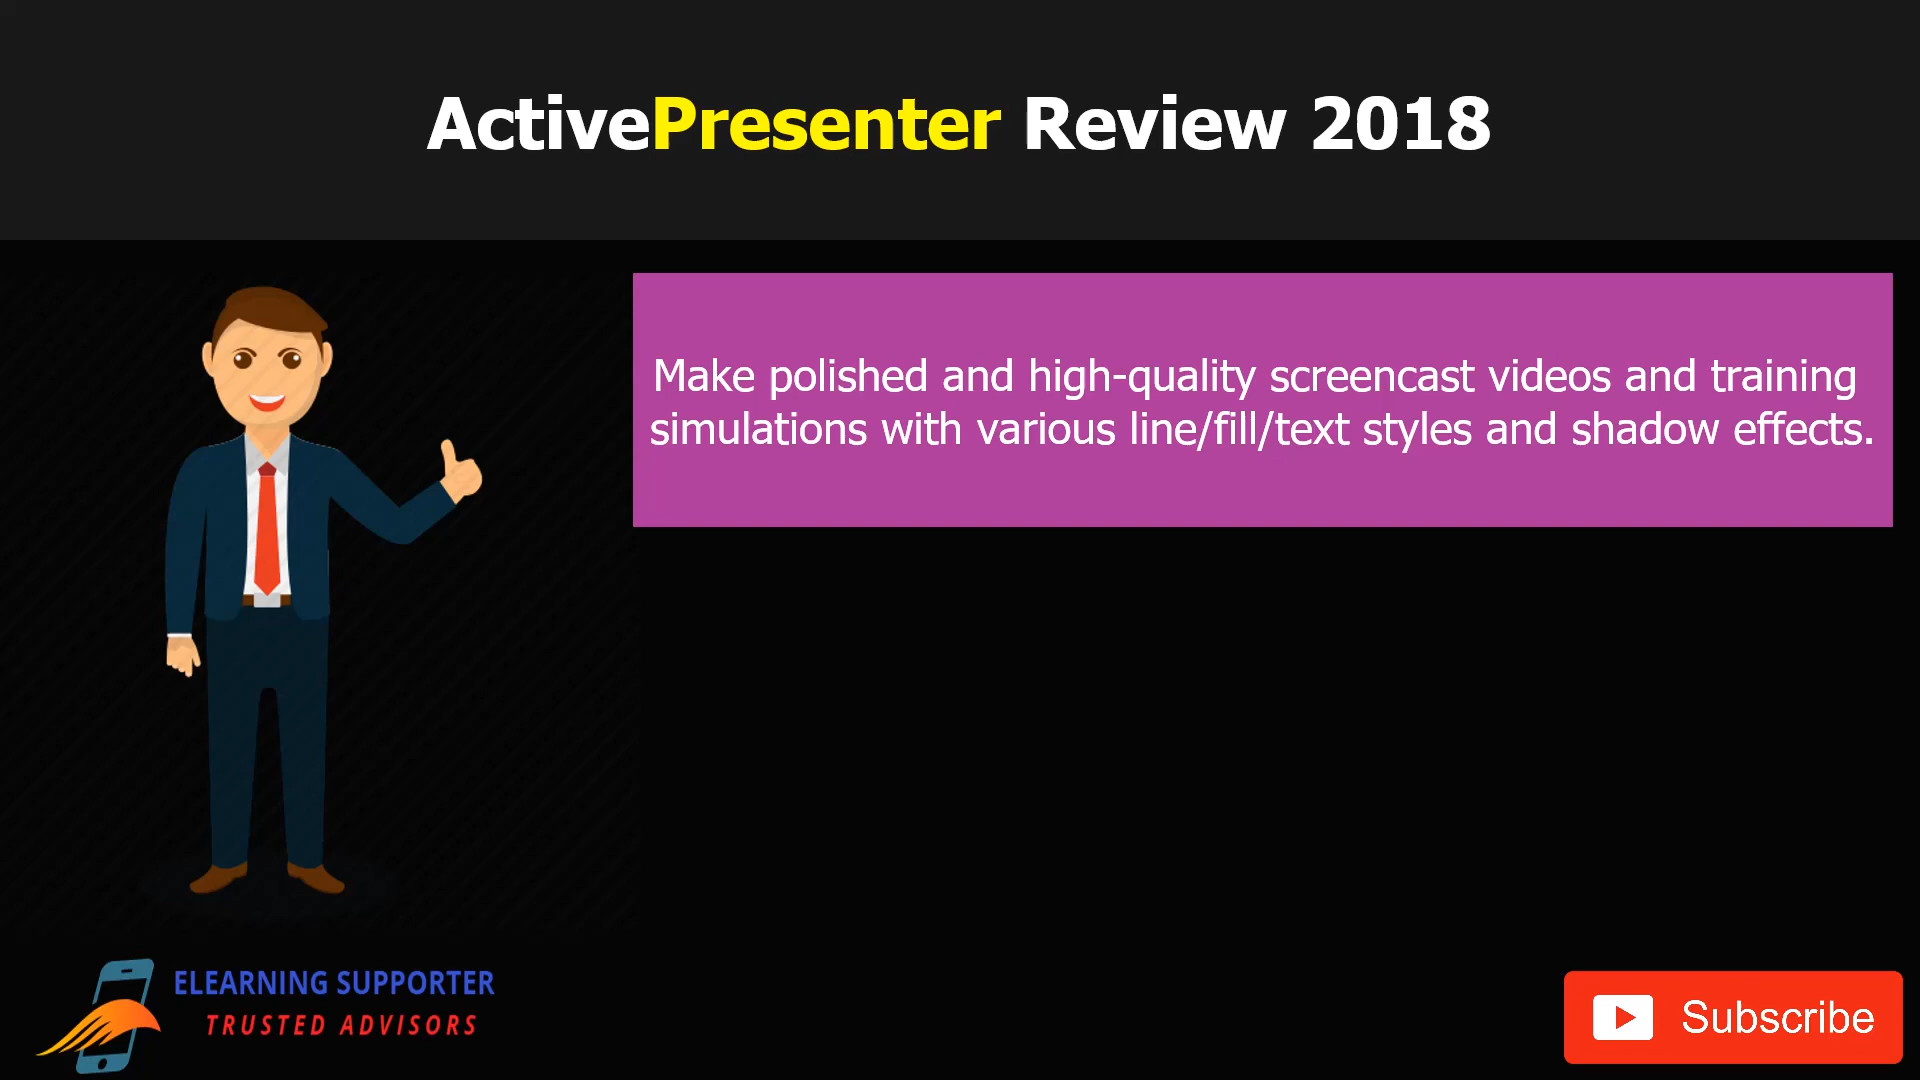 ActivePresenter Review 2018
Make polished and high-quality screencast videos and training
simulations with various line/fill/text styles and shadow effects.
ELEARNING SUPPORTER
TRUSTED ADVISORS
Subscribe